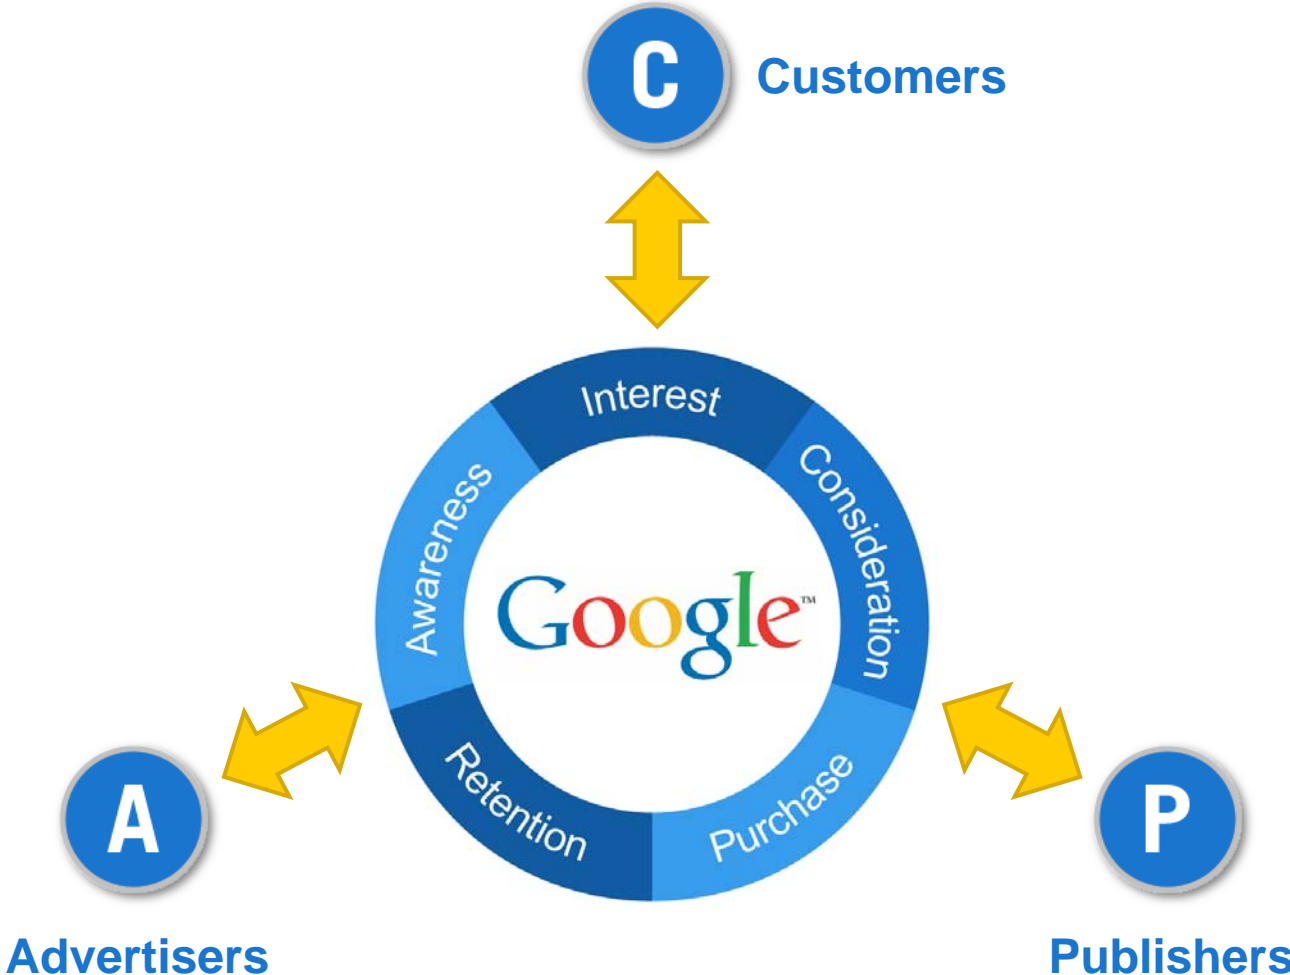 C
Customers
Interest
Awareness
Consideration
Google™
Retention
Purchase
A
P
Advertisers
Publishers